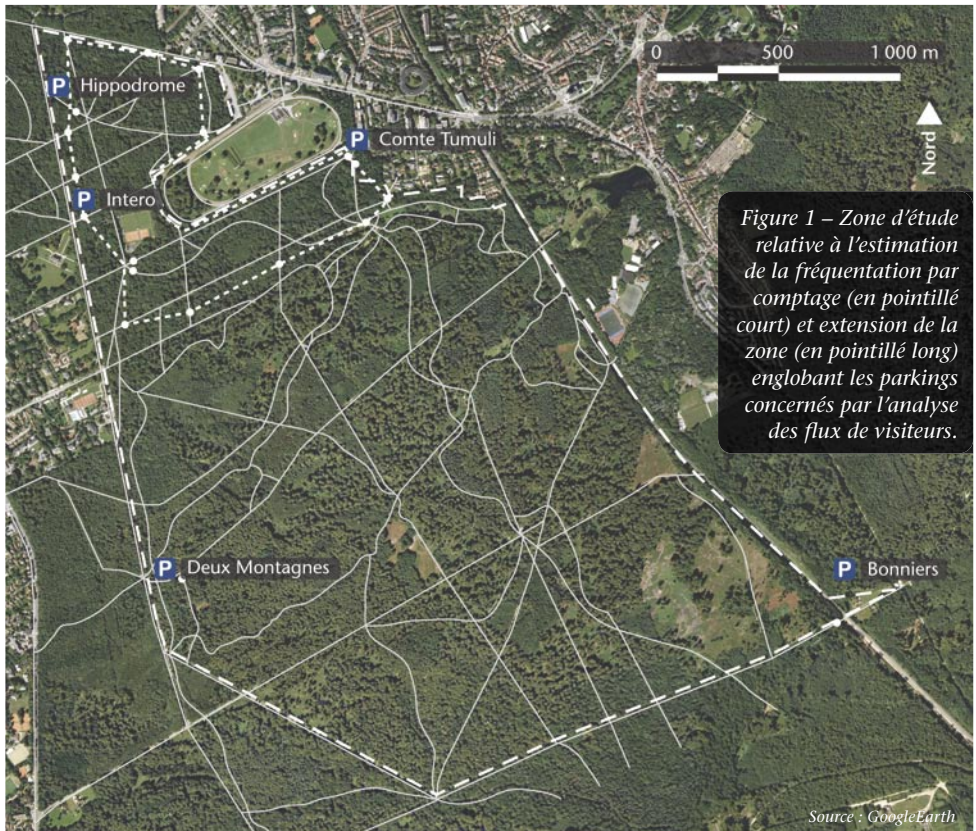 0 500 1 000 m
P Hippodrome
P Comte Tumuli
Nord
P Intero
Figure 1 – Zone d'étude
relative à l'estimation
de la fréquentation par
comptage (en pointillé
court) et extension de la
zone (en pointillé long)
englobant les parkings
concernés par l'analyse
des flux de visiteurs.
P Deux Montagnes
P Bonniers
Source : GoogleEarth